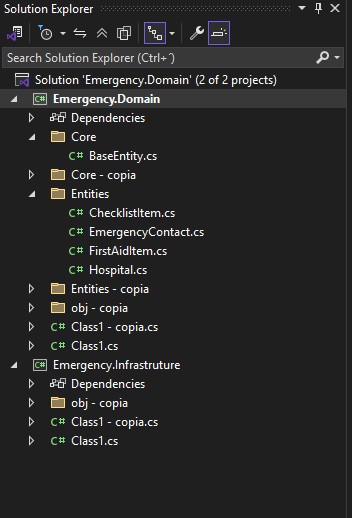 Solution Explorer
Search Solution Explorer (Ctrl+´)
Solution 'Emergency.Domain' (2 of 2 projects)
C# Emergency.Domain
Dependencies
Core
C# BaseEntity.cs
Core - copia
Entities
C# ChecklistItem.cs
C# EmergencyContact.cs
C# FirstAidItem.cs
C# Hospital.cs
Entities - copia
obj - copia
C# Class1 - copia.cs
C# Class1.cs
C# Emergency.Infrastruture
Dependencies
obj - copia
C# Class1 - copia.cs
C# Class1.cs